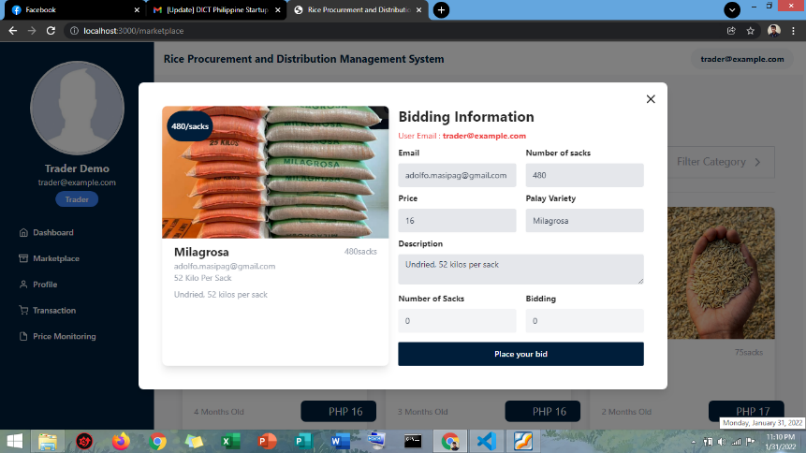 Facebook
[Update] DICT Philippine Startup
Rice Procurement and Distributi
localhost:3000/marketplace
Rice Procurement and Distribution Management System
trader@example.com
Trader Demo
trader@example.com
Trader
Dashboard
Marketplace
Profile
Transaction
Price Monitoring
480/sacks
MILAGROSA
Milagrosa
480sacks
adolfo.masipag@gmail.com
52 Kilo Per Sack
Undried. 52 kilos per sack
Bidding Information
User Email : trader@example.com
Email
Number of sacks
adolfo.masipag@gmail.com
480
Price
Palay Variety
16
Milagrosa
Description
Undried. 52 kilos per sack
Number of Sacks
Bidding
0
0
Place your bid
Filter Category
75sacks
4 Months Old
PHP 16
3 Months Old
PHP 16
2 Months Old
PHP 17
Monday, January 31, 2022
11:10 PM
1/31/2022